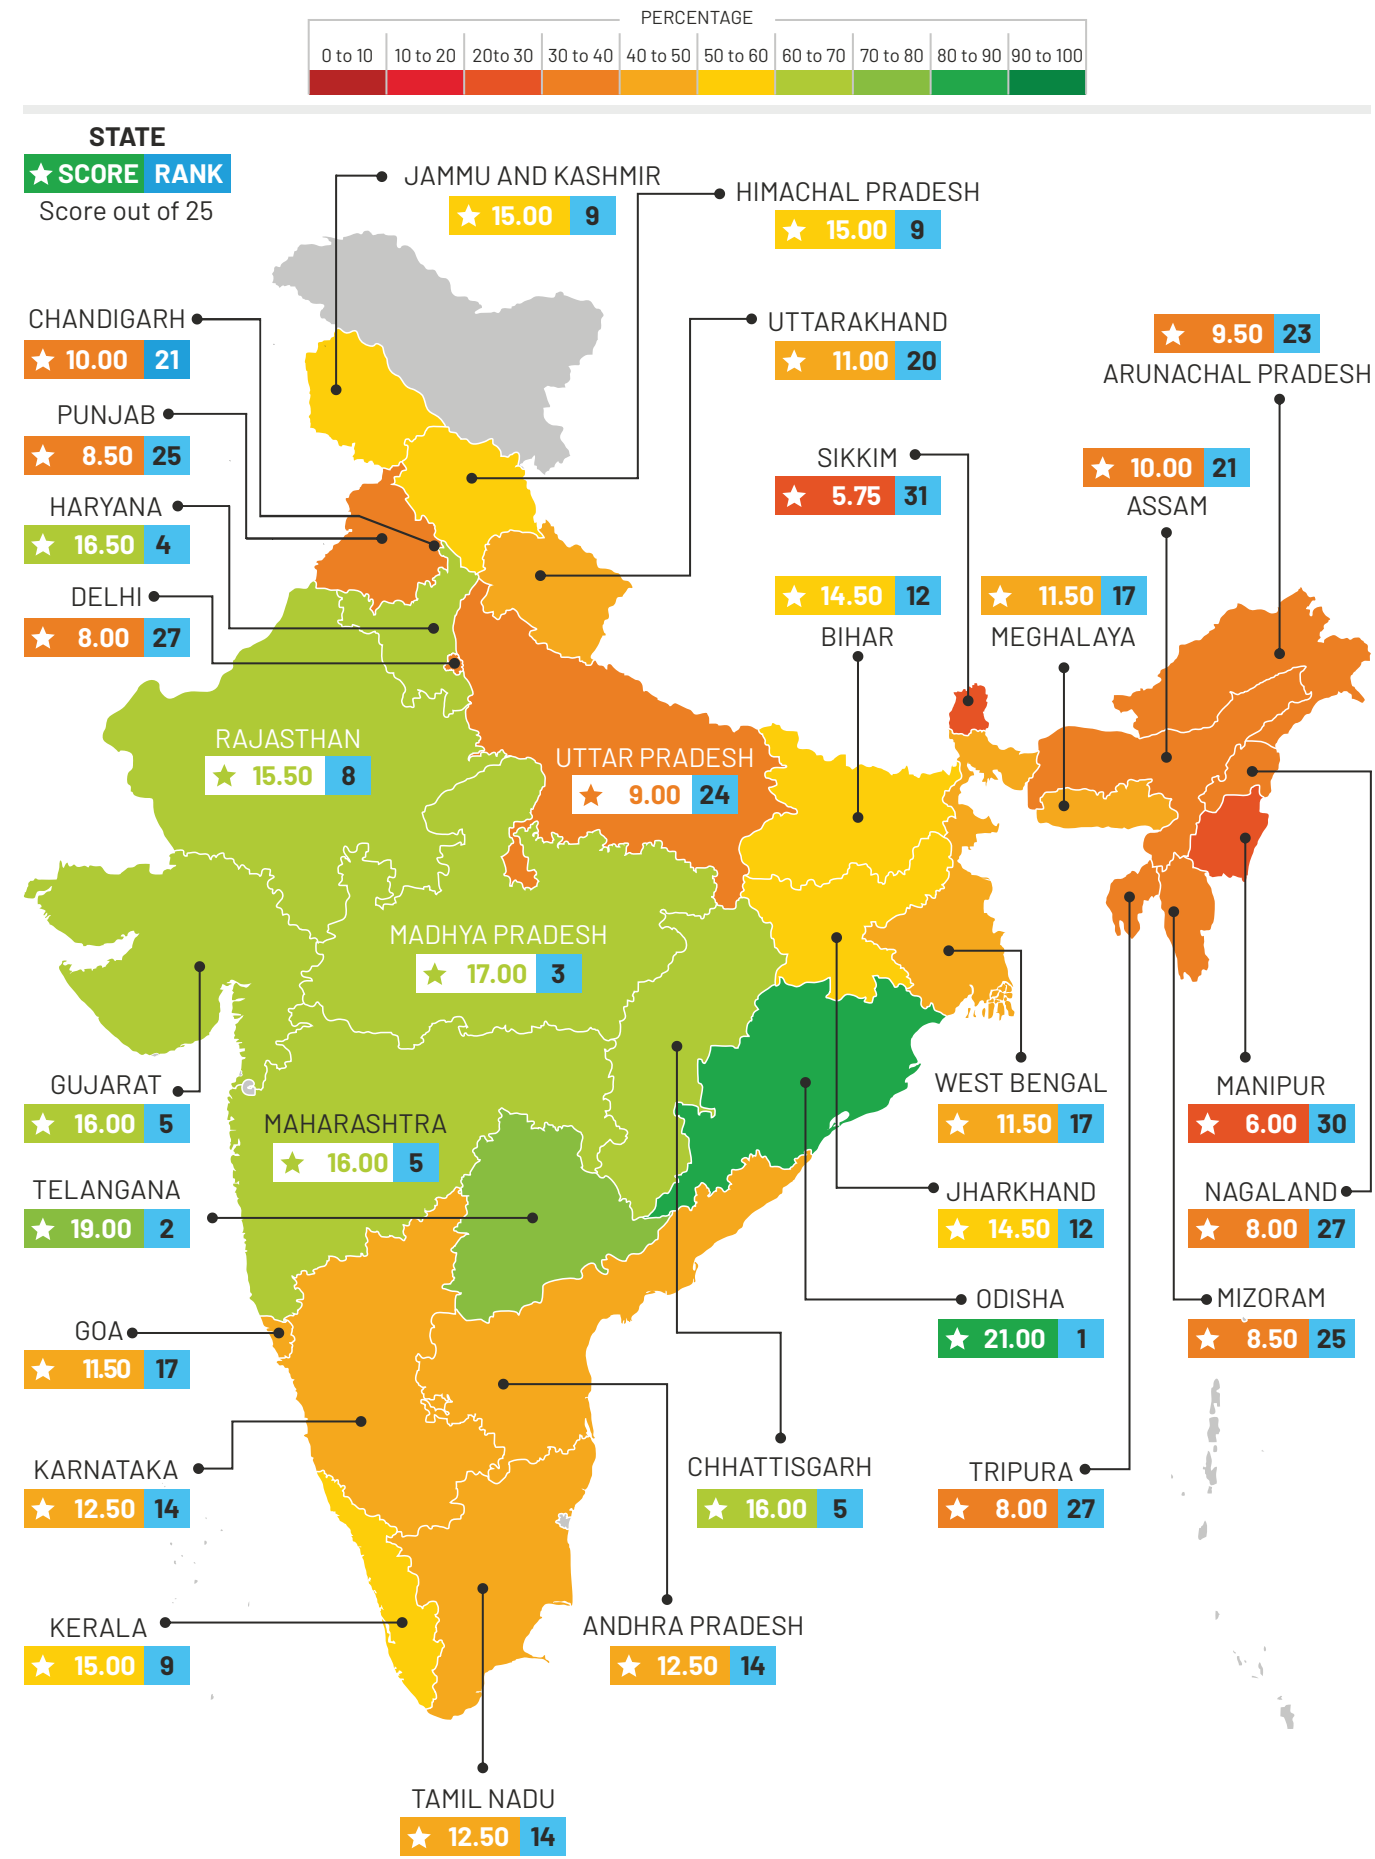 PERCENTAGE
0 to 10 10 to 20 20to 30 30 to 40 40 to 50 50 to 60 60 to 70 70 to 80 80 to 90 90 to 100
STATE
SCORE RANK
Score out of 25
JAMMU AND KASHMIR
15.00 9
HIMACHAL PRADESH
15.00 9
CHANDIGARH
10.00 21
UTTARAKHAND
11.00 20
9.50 23
ARUNACHAL PRADESH
PUNJAB
8.50 25
SIKKIM
5.75 31
10.00 21
ASSAM
HARYANA
16.50 4
DELHI
8.00 27
14.50 12
BIHAR
11.50 17
MEGHALAYA
RAJASTHAN
15.50 8
UTTAR PRADESH
9.00 24
MADHYA PRADESH
17.00 3
GUJARAT
16.00 5
MAHARASHTRA
16.00 5
WEST BENGAL
11.50 17
MANIPUR
6.00 30
TELANGANA
19.00 2
JHARKHAND
14.50 12
NAGALAND
8.00 27
ODISHA
21.00 1
MIZORAM
8.50 25
GOA
11.50 17
KARNATAKA
12.50 14
CHHATTISGARH
16.00 5
TRIPURA
8.00 27
KERALA
15.00 9
ANDHRA PRADESH
12.50 14
TAMIL NADU
12.50 14